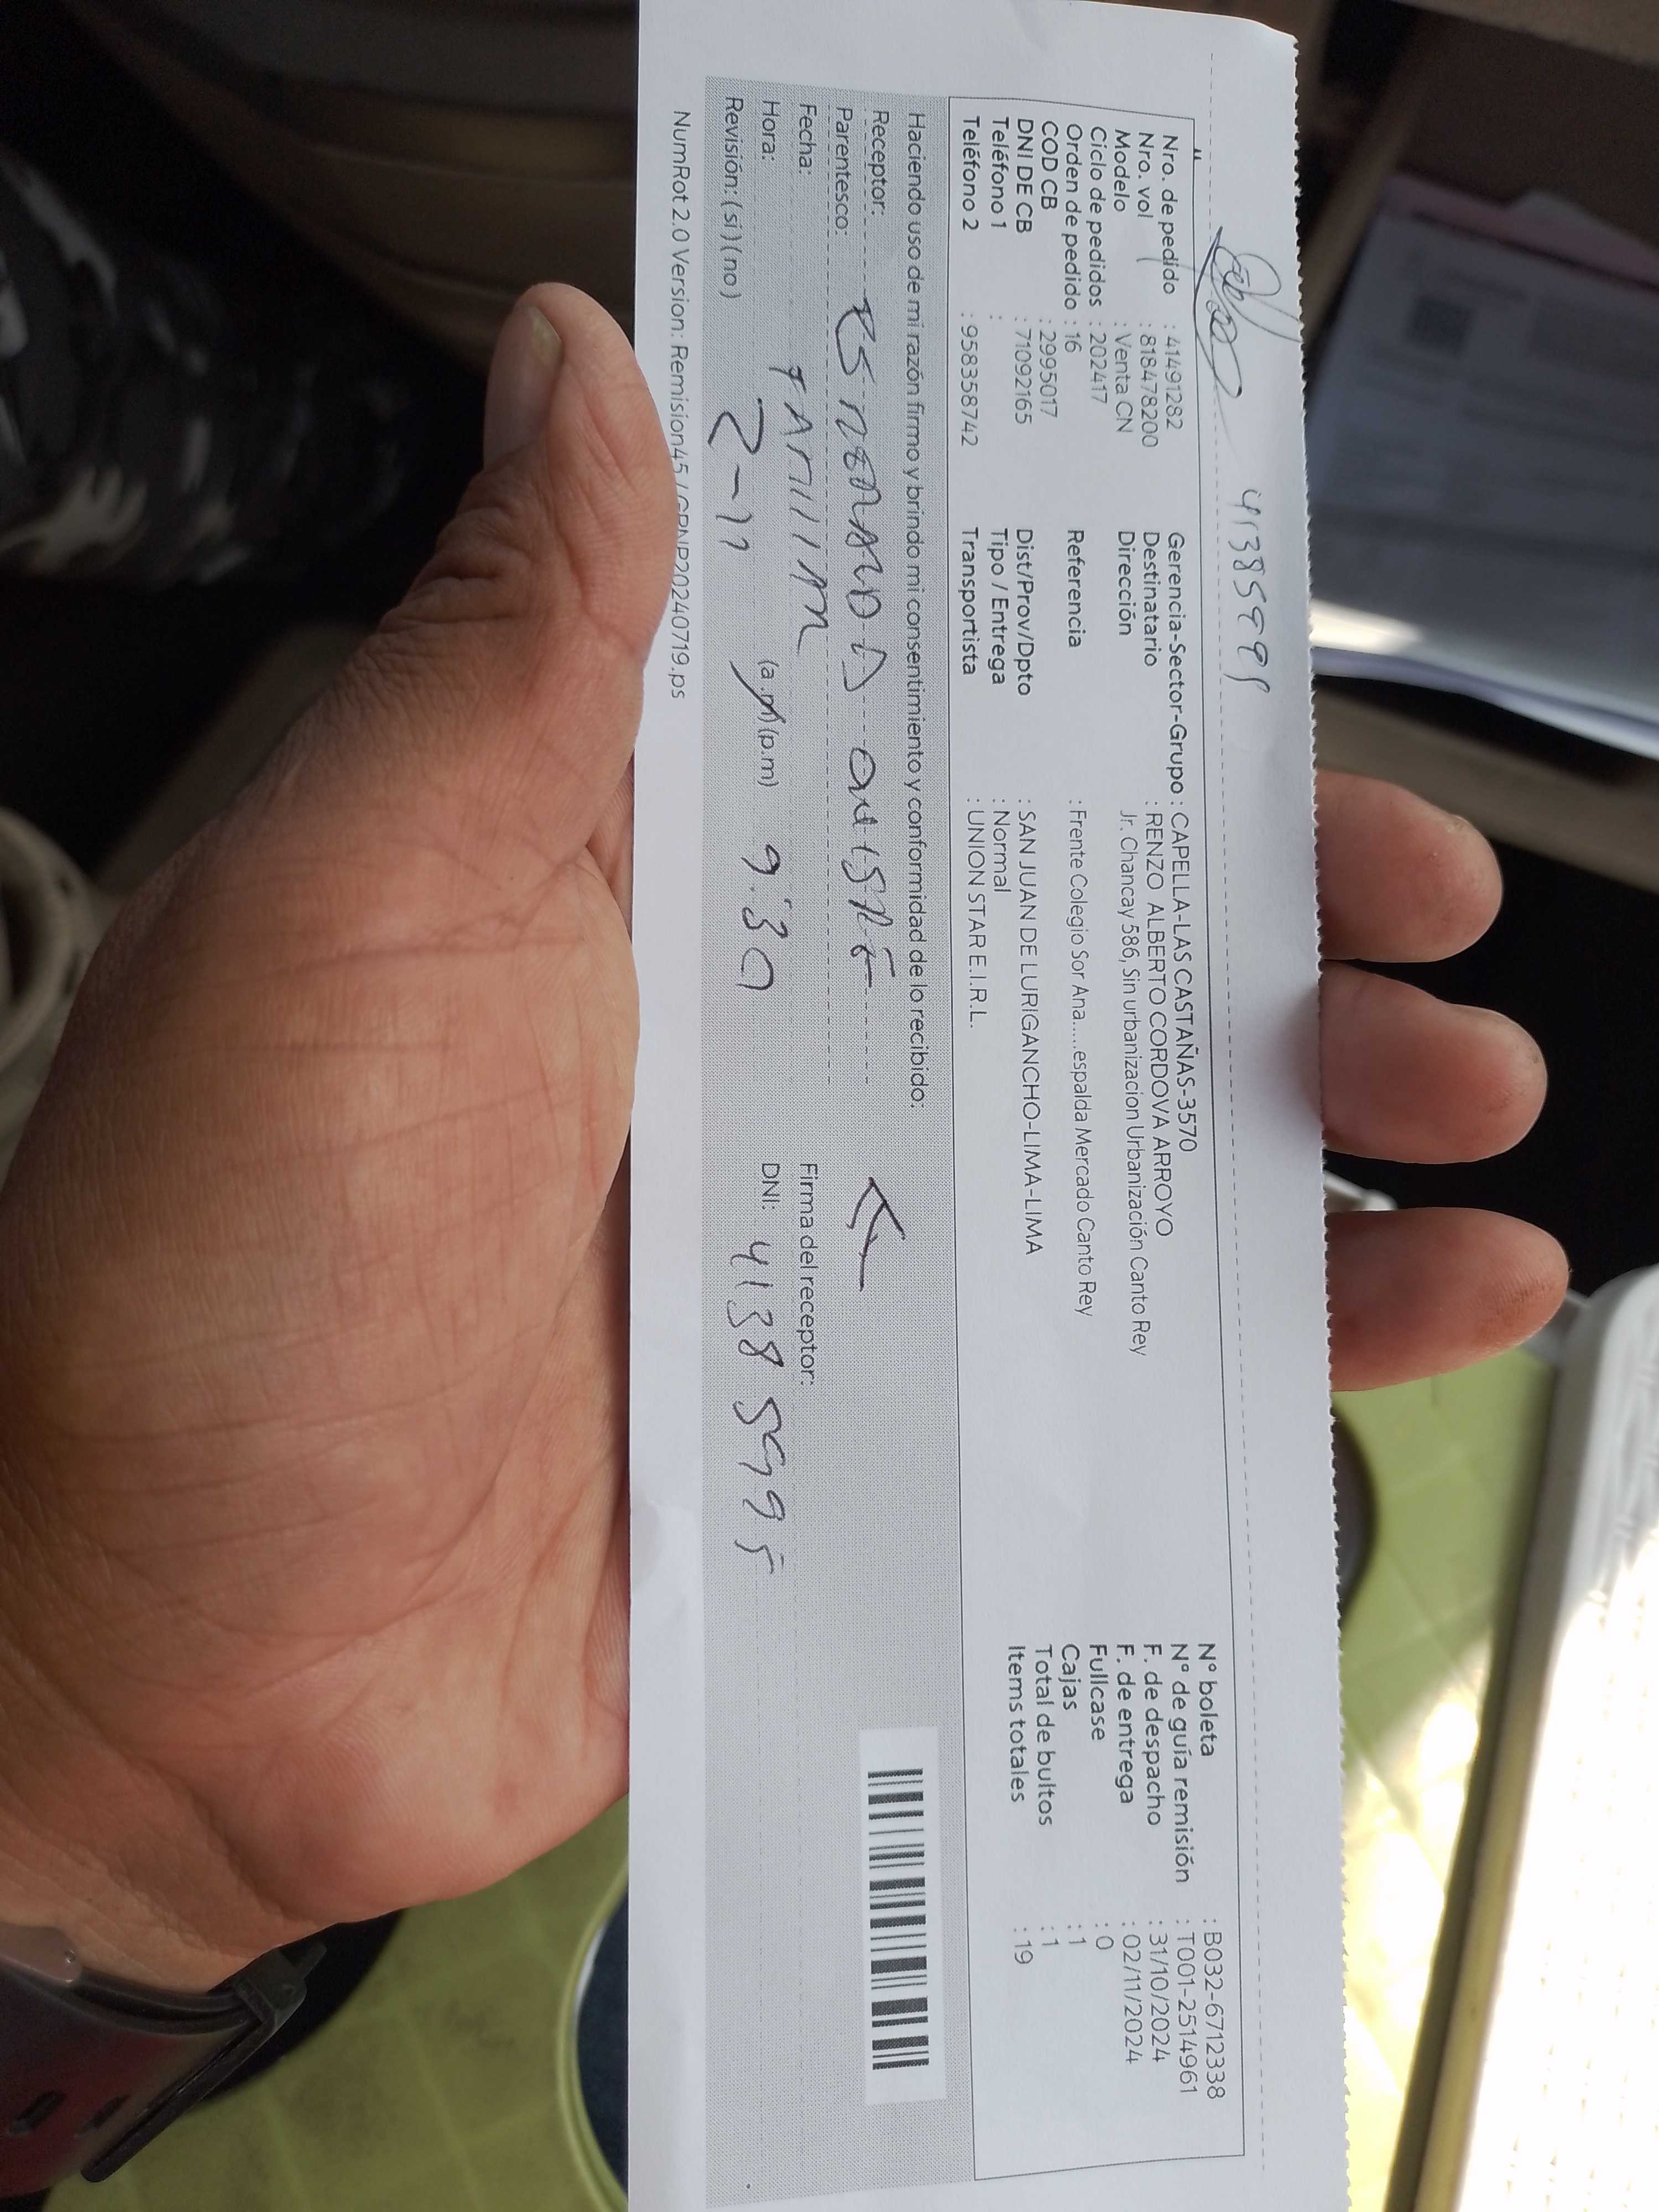 41385995
Nro. de pedido : 41491282
Nro. vol : 818478200
Modelo : Venta CN
Ciclo de pedidos : 202417
Orden de pedido : 16
COD CB : 2995017
DNI DE CB : 71092165
Teléfono 1 :
Teléfono 2 : 958358742
Gerencia-Sector-Grupo : CAPELLA-LAS CASTAÑAS-3570
Destinatario : RENZO ALBERTO CORDOVA ARROYO
Dirección Jr. Chancay 586, Sin urbanizacion Urbanización Canto Rey
Referencia : Frente Colegio Sor Ana.....espalda Mercado Canto Rey
Dist/Prov/Dpto : SAN JUAN DE LURIGANCHO-LIMA-LIMA
Tipo / Entrega : Normal
Transportista : UNION STAR E.I.R.L.
N° boleta : B032-6712338
N° de guía remisión : T001-2514961
F. de despacho : 31/10/2024
F. de entrega : 02/11/2024
Fullcase : 0
Cajas : 1
Total de bultos : 1
Items totales : 19
Haciendo uso de mi razón firmo y brindo mi consentimiento y conformidad de lo recibido:
Receptor:
Parentesco:
Fecha:
Hora: (a.m) (p.m) 9:30
2-11
Revisión: ( si ) ( no )
Firma del receptor:
DNI: 41385995
NumRot 2.0 Version: Remision45 / GRNP20240719.ps